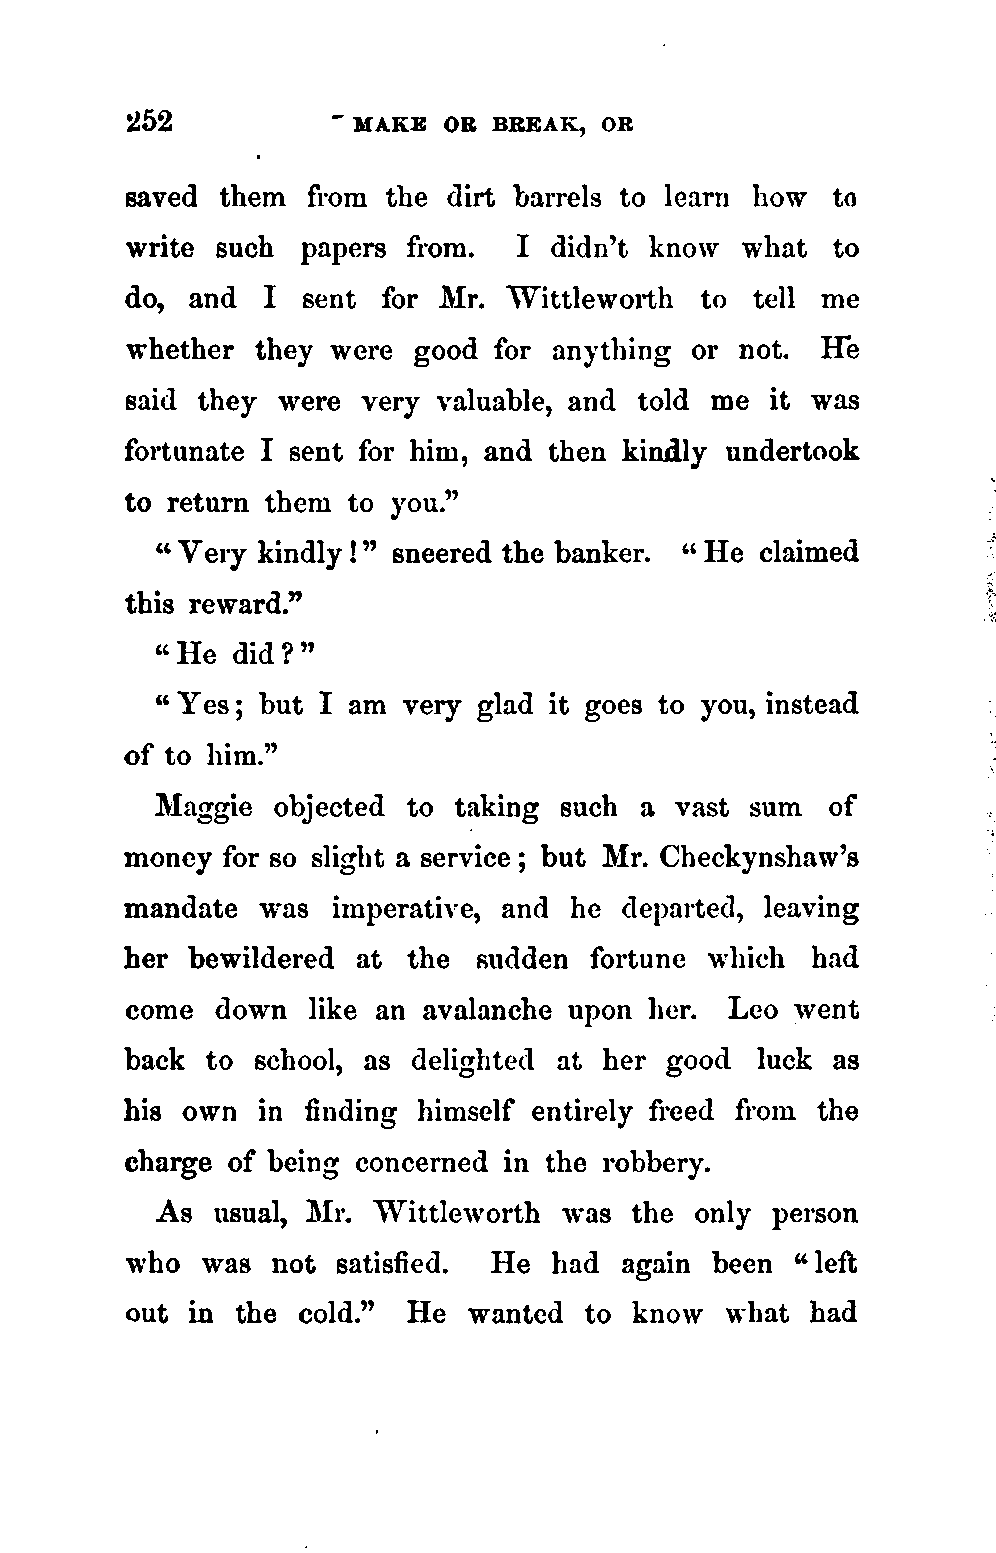 252 MAKE OR BREAK, OR
saved them from the dirt barrels to learn how to
write such papers from. I didn't know what to
do, and I sent for Mr. Wittleworth to tell me
whether they were good for anything or not. He
said they were very valuable, and told me it was
fortunate I sent for him, and then kindly undertook
to return them to you."
"Very kindly!" sneered the banker. "He claimed
this reward."
"He did?"
"Yes; but I am very glad it goes to you, instead
of to him."
Maggie objected to taking such a vast sum of
money for so slight a service; but Mr. Checkynshaw's
mandate was imperative, and he departed, leaving
her bewildered at the sudden fortune which had
come down like an avalanche upon her. Leo went
back to school, as delighted at her good luck as
his own in finding himself entirely freed from the
charge of being concerned in the robbery.
As usual, Mr. Wittleworth was the only person
who was not satisfied. He had again been "left
out in the cold." He wanted to know what had